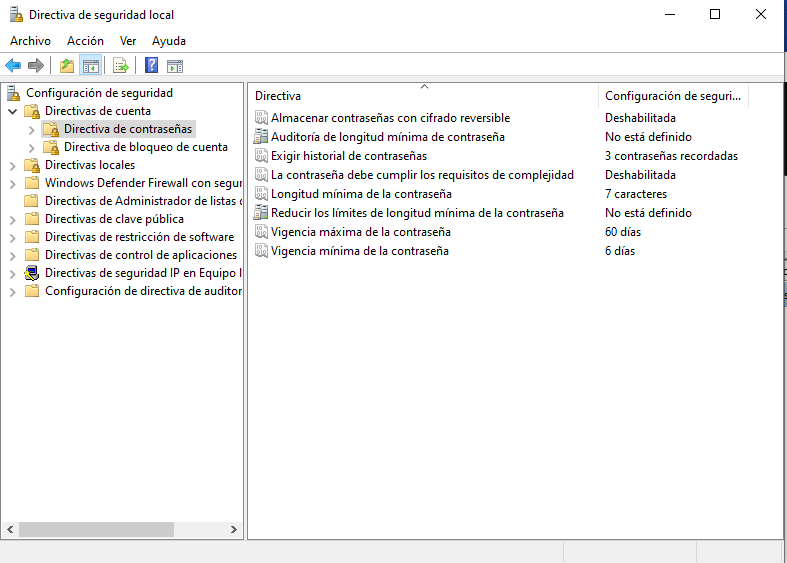 Directiva de seguridad local
Archivo Acción Ver Ayuda
Configuración de seguridad
Directivas de cuenta
Directiva de contraseñas
Directiva de bloqueo de cuenta
Directivas locales
Windows Defender Firewall con segur
Directivas de Administrador de listas
Directivas de clave pública
Directivas de restricción de software
Directivas de control de aplicaciones
Directivas de seguridad IP en Equipo l
Configuración de directiva de auditor
Directiva Configuración de seguri...
Almacenar contraseñas con cifrado reversible Deshabilitada
Auditoría de longitud mínima de contraseña No está definido
Exigir historial de contraseñas 3 contraseñas recordadas
La contraseña debe cumplir los requisitos de complejidad Deshabilitada
Longitud mínima de la contraseña 7 caracteres
Reducir los límites de longitud mínima de la contraseña No está definido
Vigencia máxima de la contraseña 60 días
Vigencia mínima de la contraseña 6 días